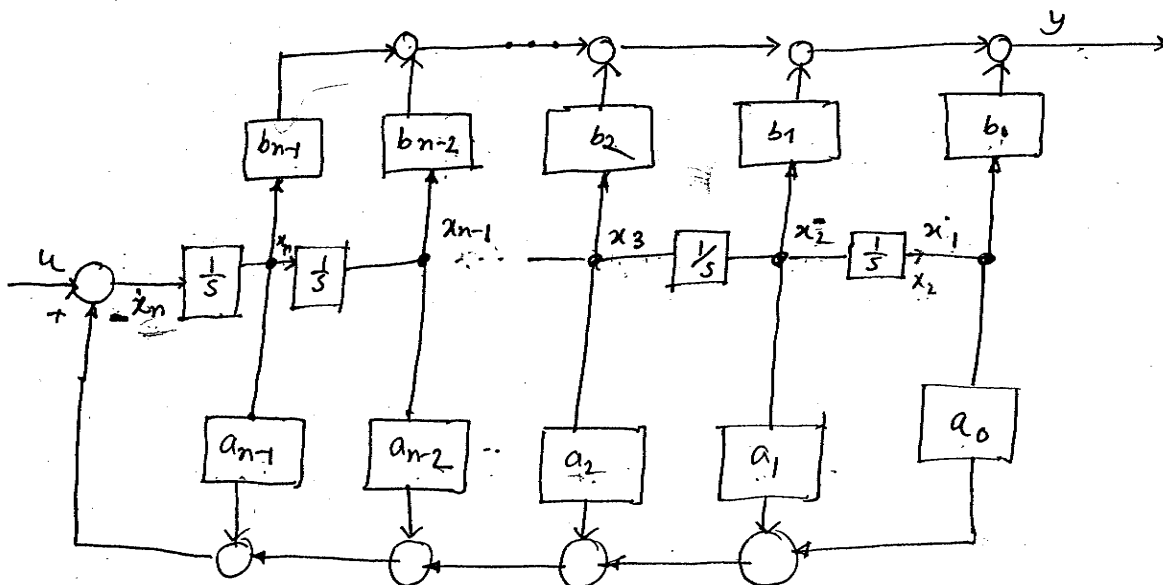 y
bn-1 bn-2 b2 b1 b0
u + - ẋn 1/s xn 1/s xn-1 x3 1/s x2 1/s x2 x1
an-1 an-2 a2 a1 a0